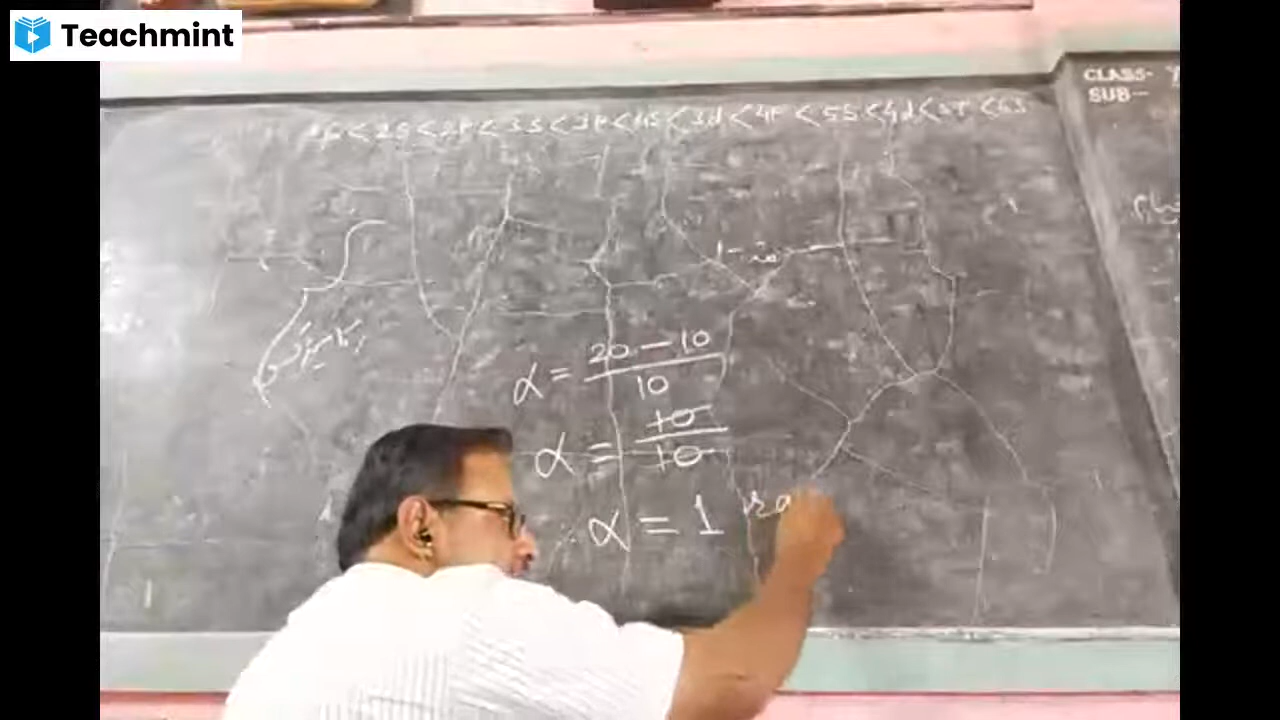 Teachmint
CLASS-
SUB-
< 2S < 2P < 3S < 3P < 4S < 3d < 4P < 5S < 4d < 5P < 6S
α = 20 - 10 / 10
α = 10 / 10
∴ α = 1 ra